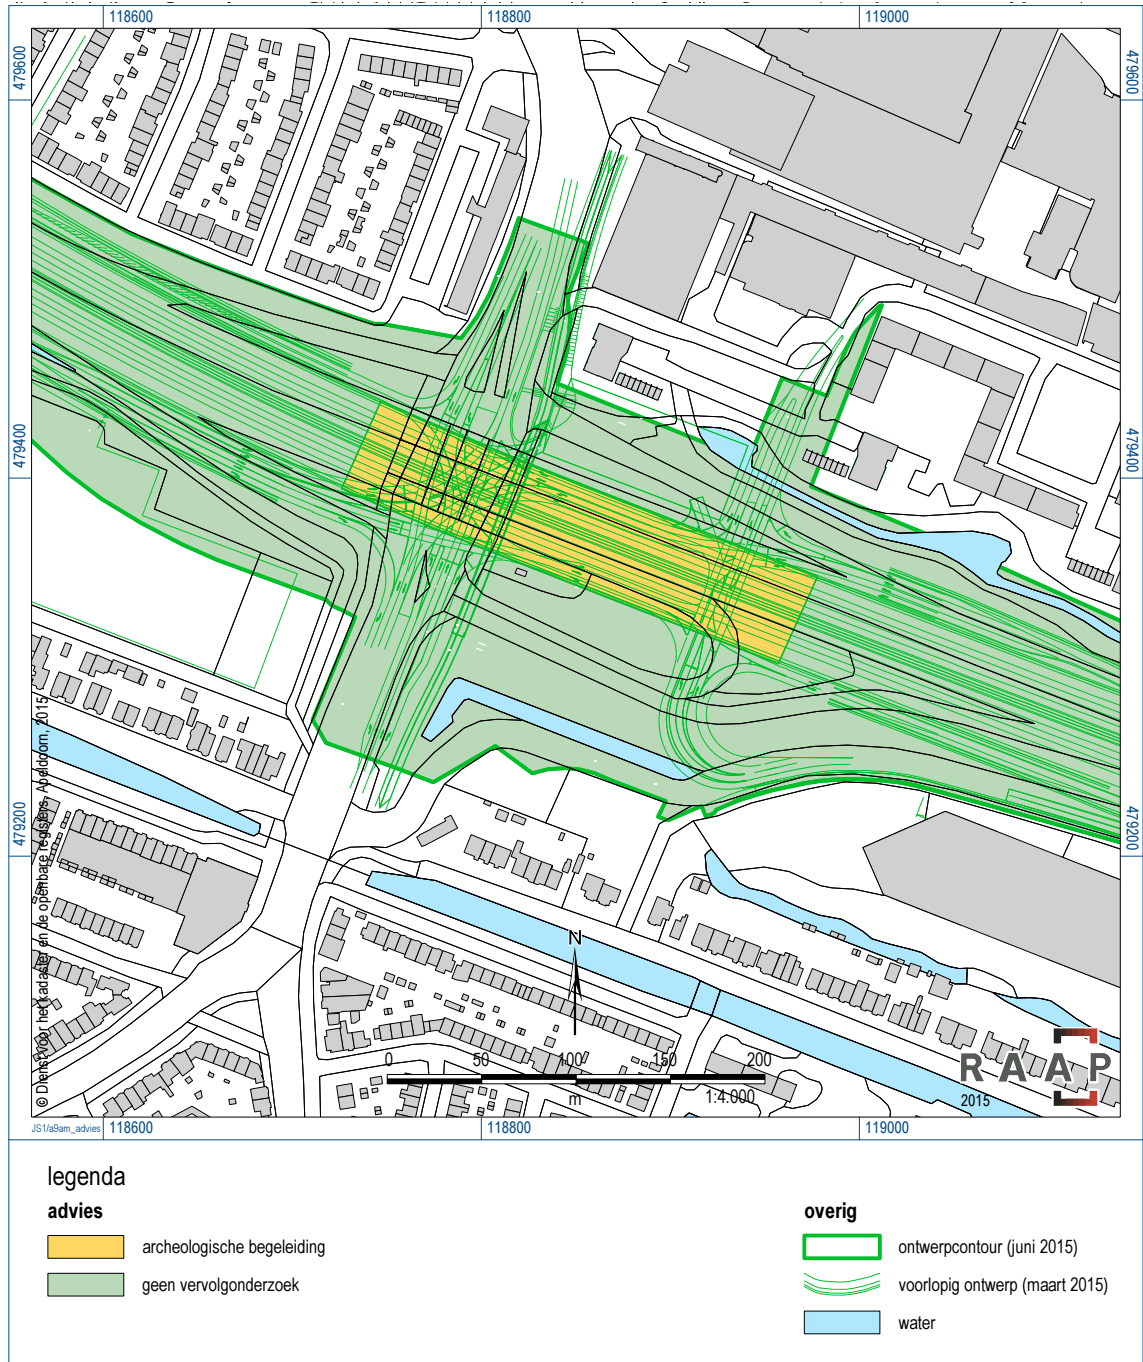 118600
118800
119000
479600
479600
479400
479400
479200
479200
© Dienst voor het kadaster en de openbare registers, Apeldoorn, 2015
N
0
50
100
150
200
m
1:4.000
RAAP
2015
JS1/a9am_advies
118600
118800
119000
legenda
advies
archeologische begeleiding
geen vervolgonderzoek
overig
ontwerpcontour (juni 2015)
voorlopig ontwerp (maart 2015)
water